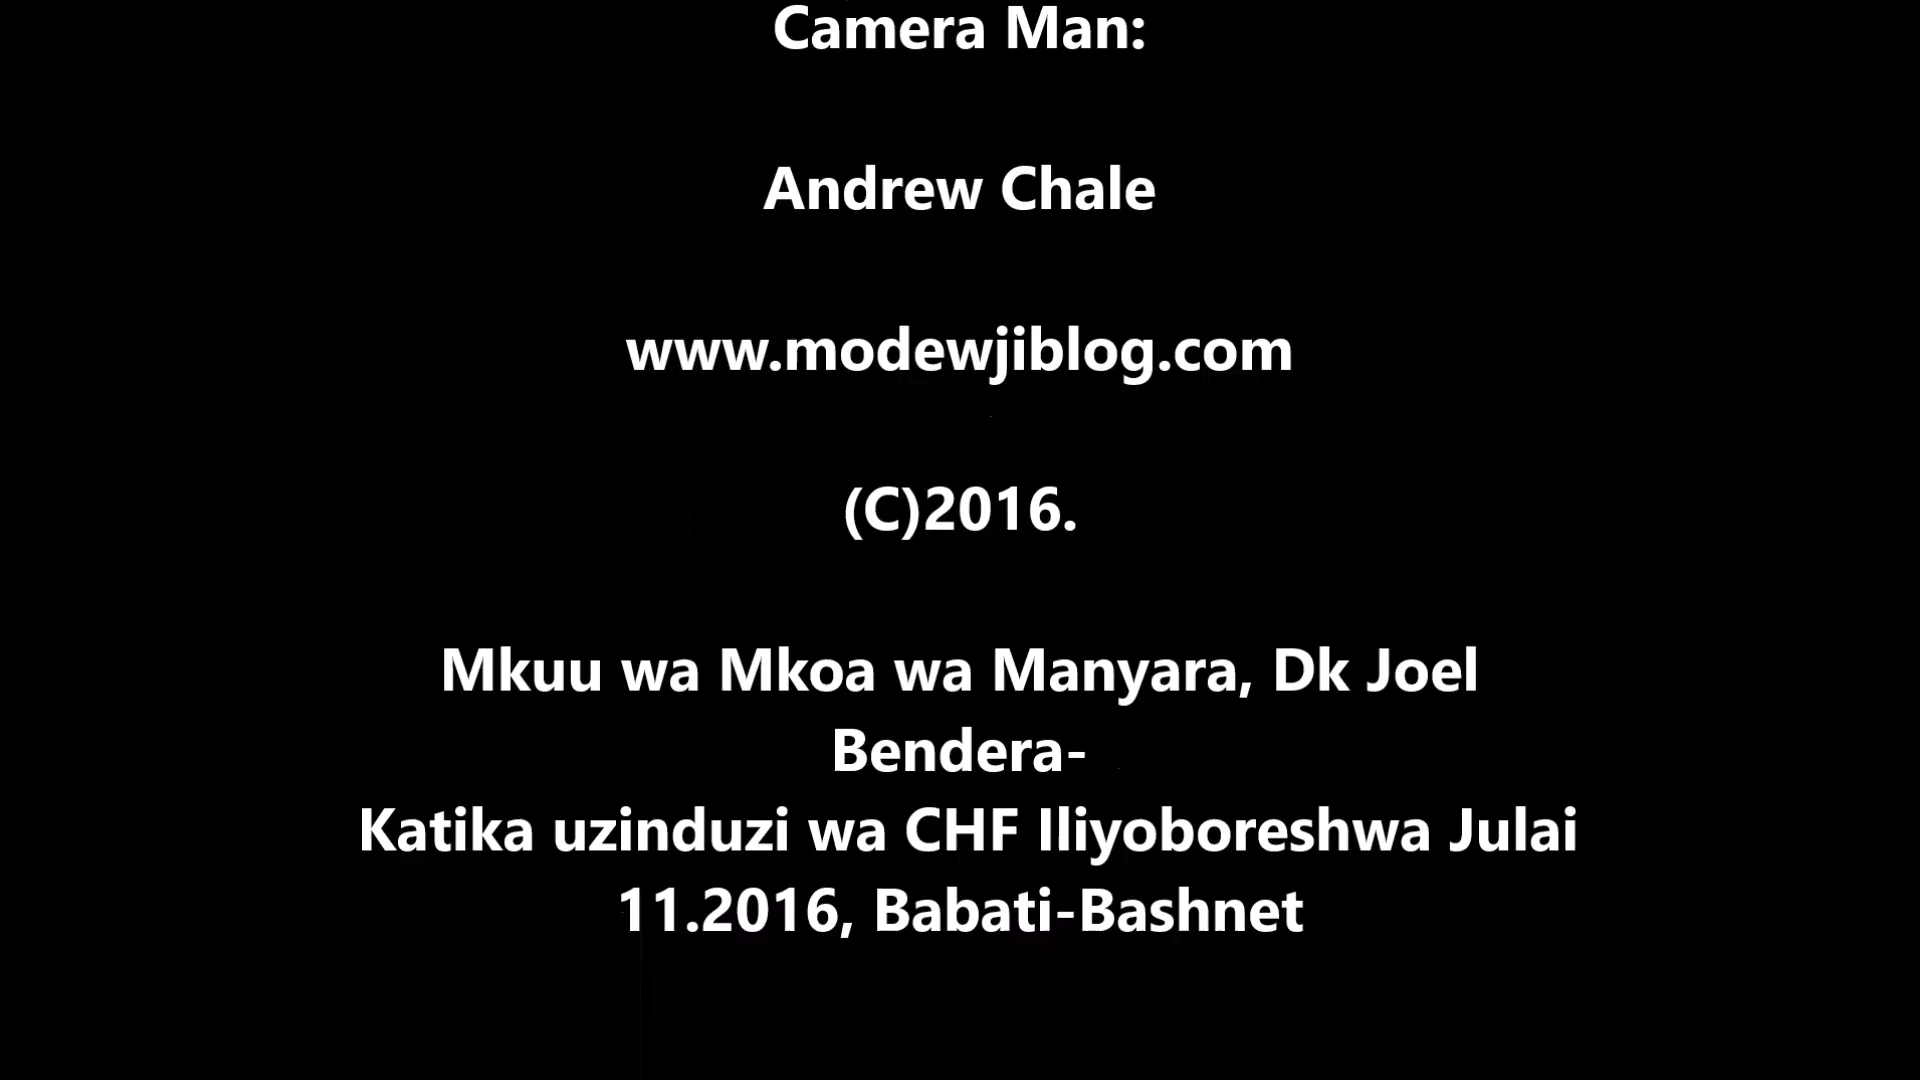 Camera Man:
Andrew Chale
www.modewjiblog.com
(C)2016.
Mkuu wa Mkoa wa Manyara, Dk Joel
Bendera-
Katika uzinduzi wa CHF Iliyoboreshwa Julai
11.2016, Babati-Bashnet